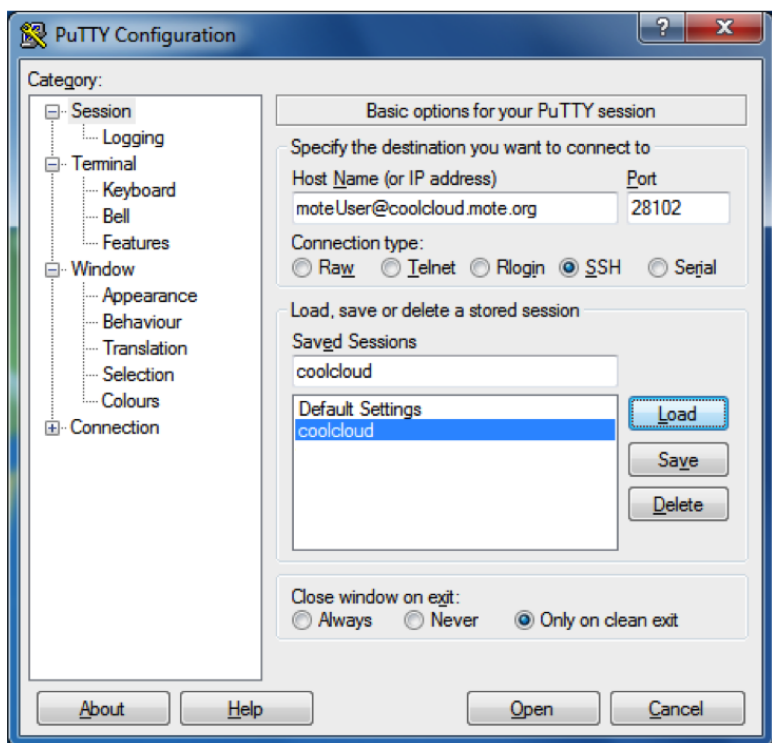 PuTTY Configuration
?
X
Category:
Session
Logging
Terminal
Keyboard
Bell
Features
Window
Appearance
Behaviour
Translation
Selection
Colours
Connection
Basic options for your PuTTY session
Specify the destination you want to connect to
Host Name (or IP address) Port
moteUser@coolcloud.mote.org 28102
Connection type:
Raw Telnet Rlogin SSH Serial
Load, save or delete a stored session
Saved Sessions
coolcloud
Default Settings
coolcloud
Load
Save
Delete
Close window on exit:
Always Never Only on clean exit
About Help Open Cancel